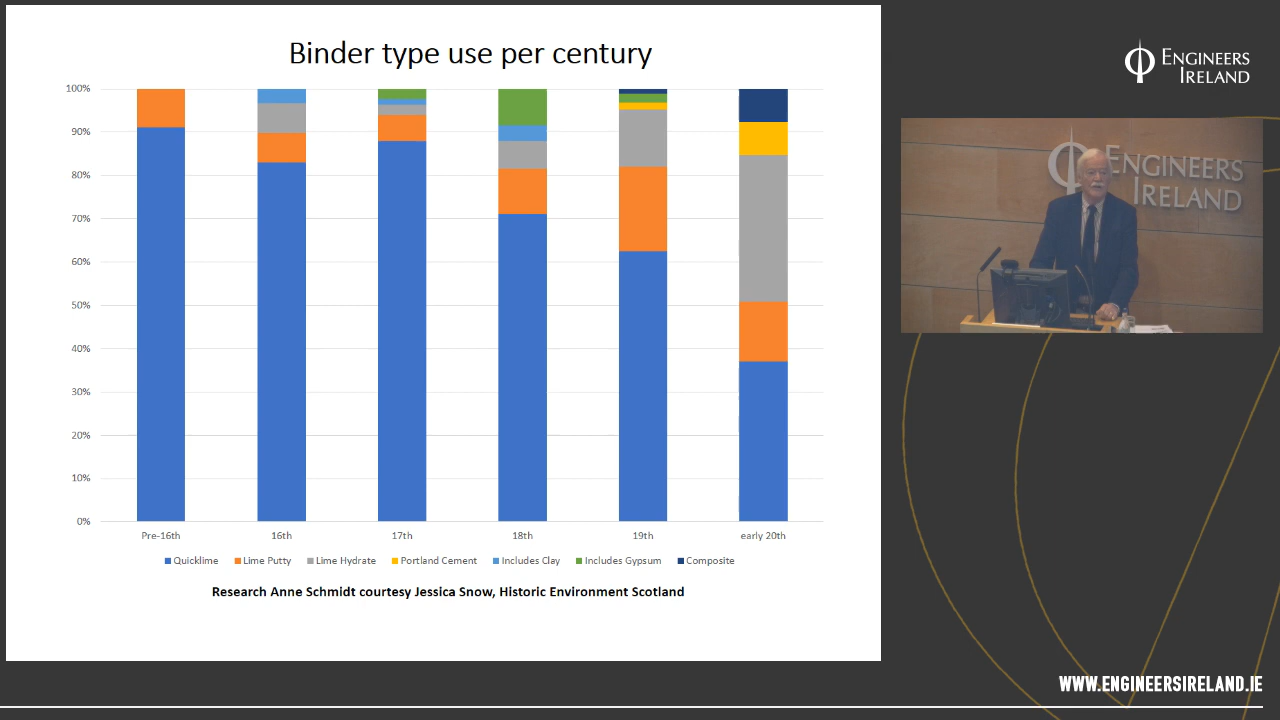 Binder type use per century
100%
90%
80%
70%
60%
50%
40%
30%
20%
10%
0%
Pre-16th 16th 17th 18th 19th early 20th
Quicklime Lime Putty Lime Hydrate Portland Cement Includes Clay Includes Gypsum Composite
Research Anne Schmidt courtesy Jessica Snow, Historic Environment Scotland
ENGINEERS
IRELAND
ENGINEERS
IRELAND
WWW.ENGINEERSIRELAND.IE